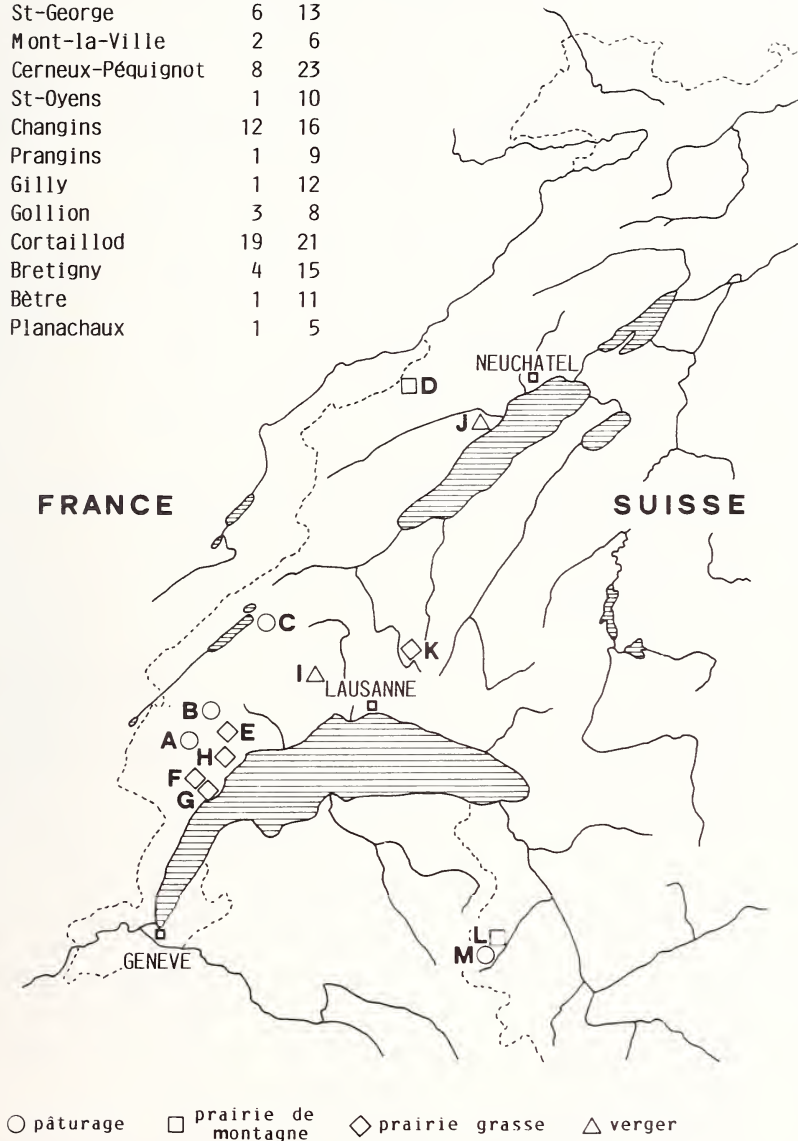 St-George 6 13
Mont-la-Ville 2 6
Cerneux-Péquignot 8 23
St-Oyens 1 10
Changins 12 16
Prangins 1 9
Gilly 1 12
Gollion 3 8
Cortaillod 19 21
Bretigny 4 15
Bètre 1 11
Planachaux 1 5
NEUCHATEL
D
J
FRANCE SUISSE
C
K
I
LAUSANNE
B
A
E
H
F
G
L
M
GENEVE
pâturage prairie de montagne prairie grasse verger